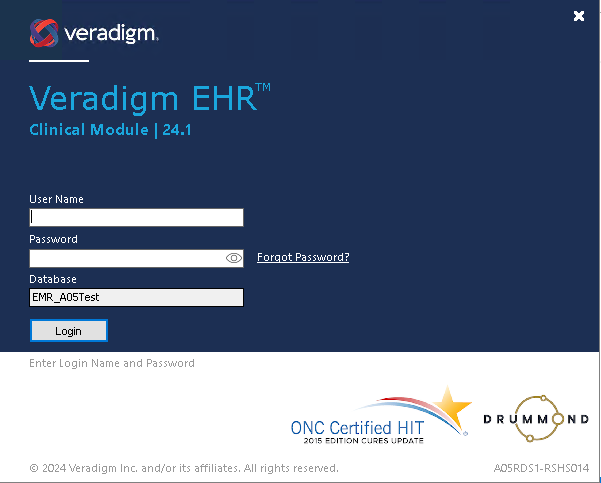 veradigm.
Veradigm EHR™
Clinical Module | 24.1
User Name
Password
Forgot Password?
Database
EMR_A05Test
Login
Enter Login Name and Password
ONC Certified HIT
2015 EDITION CURES UPDATE
DRUMMOND
© 2024 Veradigm Inc. and/or its affiliates. All rights reserved.
A05RDS1-RSHS014